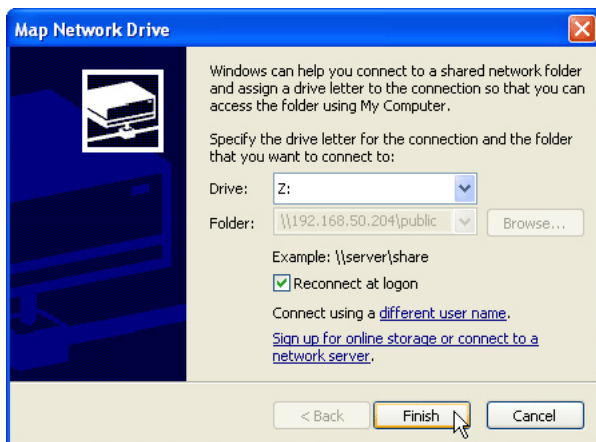 Map Network Drive
Windows can help you connect to a shared network folder
and assign a drive letter to the connection so that you can
access the folder using My Computer.
Specify the drive letter for the connection and the folder
that you want to connect to:
Drive: Z:
Folder: \\192.168.50.204\public Browse...
Example: \\server\share
Reconnect at logon
Connect using a different user name.
Sign up for online storage or connect to a
network server.
< Back Finish Cancel